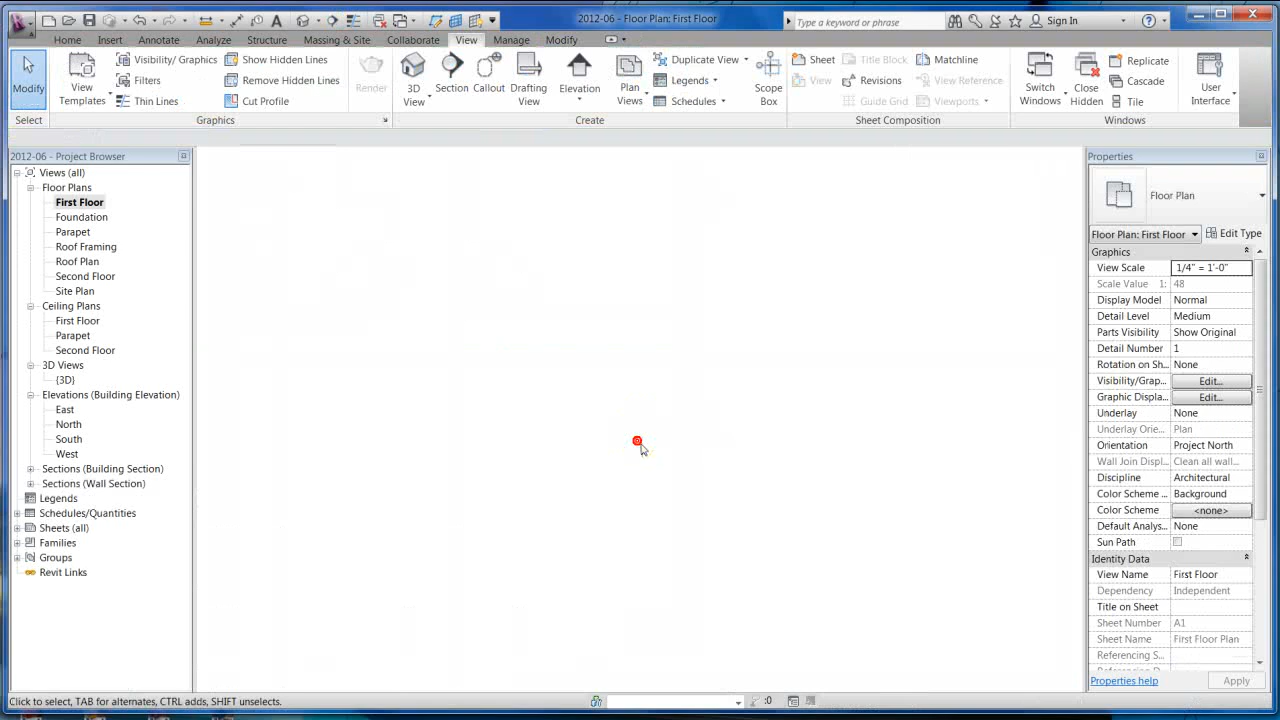 2012-06 - Floor Plan: First Floor
Type a keyword or phrase
Sign In
Home Insert Annotate Analyze Structure Massing & Site Collaborate View Manage Modify
Modify
View Templates
Visibility/ Graphics
Filters
Thin Lines
Show Hidden Lines
Remove Hidden Lines
Cut Profile
Render
3D View
Section
Callout
Drafting View
Elevation
Plan Views
Duplicate View
Legends
Schedules
Scope Box
Sheet
View
Title Block
Revisions
Guide Grid
Matchline
View Reference
Viewports
Switch Windows
Close Hidden
Replicate
Cascade
Tile
User Interface
Select Graphics Create Sheet Composition Windows
2012-06 - Project Browser
Views (all)
Floor Plans
First Floor
Foundation
Parapet
Roof Framing
Roof Plan
Second Floor
Site Plan
Ceiling Plans
First Floor
Parapet
Second Floor
3D Views
{3D}
Elevations (Building Elevation)
East
North
South
West
Sections (Building Section)
Sections (Wall Section)
Legends
Schedules/Quantities
Sheets (all)
Families
Groups
Revit Links
Properties
Floor Plan
Floor Plan: First Floor Edit Type
Graphics
View Scale 1/4" = 1'-0"
Scale Value 1: 48
Display Model Normal
Detail Level Medium
Parts Visibility Show Original
Detail Number 1
Rotation on Sh... None
Visibility/Grap... Edit...
Graphic Displa... Edit...
Underlay None
Underlay Orie... Plan
Orientation Project North
Wall Join Displ... Clean all wall...
Discipline Architectural
Color Scheme ... Background
Color Scheme <none>
Default Analys... None
Sun Path
Identity Data
View Name First Floor
Dependency Independent
Title on Sheet
Sheet Number A1
Sheet Name First Floor Plan
Referencing S...
Properties help Apply
Click to select, TAB for alternates, CTRL adds, SHIFT unselects.
:0